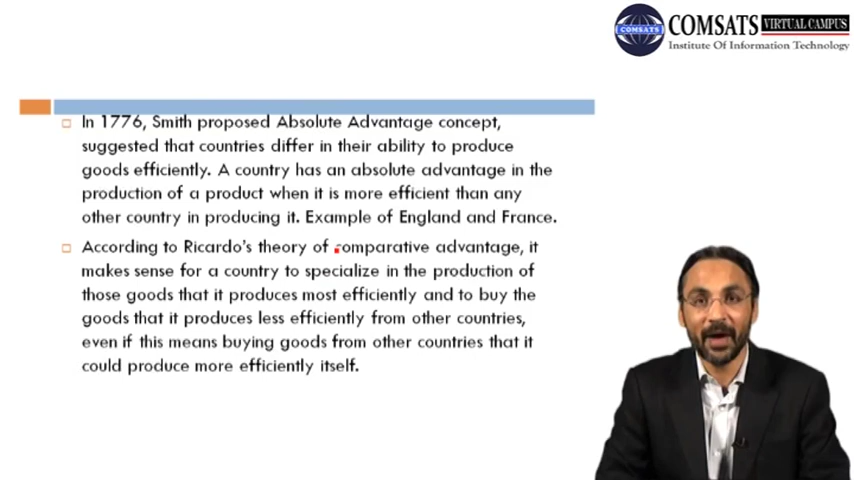 COMSATS VIRTUAL CAMPUS
COMSATS
Institute Of Information Technology
In 1776, Smith proposed Absolute Advantage concept,
suggested that countries differ in their ability to produce
goods efficiently. A country has an absolute advantage in the
production of a product when it is more efficient than any
other country in producing it. Example of England and France.
According to Ricardo's theory of comparative advantage, it
makes sense for a country to specialize in the production of
those goods that it produces most efficiently and to buy the
goods that it produces less efficiently from other countries,
even if this means buying goods from other countries that it
could produce more efficiently itself.